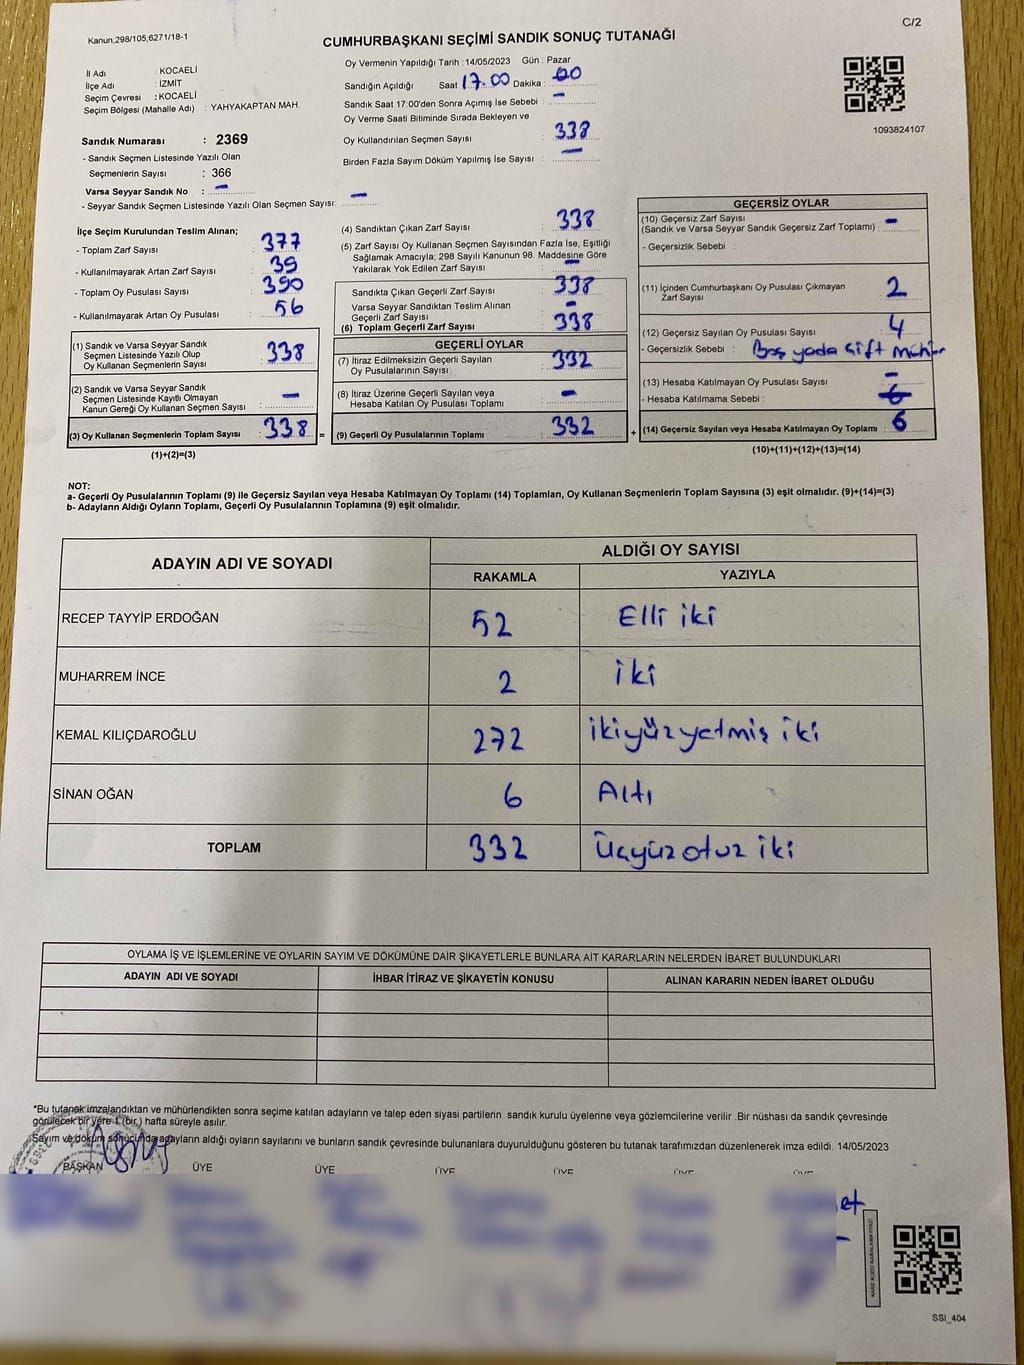 C/2
Kanun,298/105,6271/18-1
CUMHURBAŞKANI SEÇİMİ SANDIK SONUÇ TUTANAĞI
İl Adı : KOCAELİ
İlçe Adı : İZMİT
Seçim Çevresi : KOCAELİ
Seçim Bölgesi (Mahalle Adı) : YAHYAKAPTAN MAH.
Sandık Numarası : 2369
- Sandık Seçmen Listesinde Yazılı Olan
Seçmenlerin Sayısı : 366
Varsa Seyyar Sandık No : –
- Seyyar Sandık Seçmen Listesinde Yazılı Olan Seçmen Sayısı: –
Oy Vermenin Yapıldığı Tarih : 14/05/2023 Gün : Pazar
Sandığın Açıldığı Saat 17.00 Dakika : 00
Sandık Saat 17:00'den Sonra Açımış İse Sebebi : –
Oy Verme Saati Bitiminde Sırada Bekleyen ve
Oy Kullandırılan Seçmen Sayısı : 338
Birden Fazla Sayım Döküm Yapılmış İse Sayısı : –
1093824107
İlçe Seçim Kurulundan Teslim Alınan;
- Toplam Zarf Sayısı : 377
- Kullanılmayarak Artan Zarf Sayısı : 39
- Toplam Oy Pusulası Sayısı : 390
- Kullanılmayarak Artan Oy Pusulası : 56
(1) Sandık ve Varsa Seyyar Sandık
Seçmen Listesinde Yazılı Olup
Oy Kullanan Seçmenlerin Sayısı : 338
(2) Sandık ve Varsa Seyyar Sandık
Seçmen Listesinde Kayıtlı Olmayan
Kanun Gereği Oy Kullanan Seçmen Sayısı : –
(3) Oy Kullanan Seçmenlerin Toplam Sayısı : 338 =
(1)+(2)=(3)
(4) Sandıktan Çıkan Zarf Sayısı : 338
(5) Zarf Sayısı Oy Kullanan Seçmen Sayısından Fazla İse, Eşitliği
Sağlamak Amacıyla; 298 Sayılı Kanunun 98. Maddesine Göre
Yakılarak Yok Edilen Zarf Sayısı : –
Sandıkta Çıkan Geçerli Zarf Sayısı : 338
Varsa Seyyar Sandıktan Teslim Alınan
Geçerli Zarf Sayısı : –
(6) Toplam Geçerli Zarf Sayısı : 338
GEÇERLİ OYLAR
(7) İtiraz Edilmeksizin Geçerli Sayılan
Oy Pusulalarının Sayısı : 332
(8) İtiraz Üzerine Geçerli Sayılan veya
Hesaba Katılan Oy Pusulası Toplamı : –
(9) Geçerli Oy Pusulalarının Toplamı : 332 +
GEÇERSİZ OYLAR
(10) Geçersiz Zarf Sayısı
(Sandık ve Varsa Seyyar Sandık Geçersiz Zarf Toplamı) : –
- Geçersizlik Sebebi :
(11) İçinden Cumhurbaşkanı Oy Pusulası Çıkmayan
Zarf Sayısı : 2
(12) Geçersiz Sayılan Oy Pusulası Sayısı : 4
- Geçersizlik Sebebi : Boş yada çift mühür
(13) Hesaba Katılmayan Oy Pusulası Sayısı : –
- Hesaba Katılmama Sebebi : 6
(14) Geçersiz Sayılan veya Hesaba Katılmayan Oy Toplamı : 6
(10)+(11)+(12)+(13)=(14)
NOT:
a- Geçerli Oy Pusulalarının Toplamı (9) ile Geçersiz Sayılan veya Hesaba Katılmayan Oy Toplamı (14) Toplamları, Oy Kullanan Seçmenlerin Toplam Sayısına (3) eşit olmalıdır. (9)+(14)=(3)
b- Adayların Aldığı Oyların Toplamı, Geçerli Oy Pusulalarının Toplamına (9) eşit olmalıdır.
ADAYIN ADI VE SOYADI ALDIĞI OY SAYISI
RAKAMLA YAZIYLA
RECEP TAYYİP ERDOĞAN 52 Elli iki
MUHARREM İNCE 2 iki
KEMAL KILIÇDAROĞLU 272 ikiyüzyetmiş iki
SİNAN OĞAN 6 Altı
TOPLAM 332 Üçyüzotuz iki
OYLAMA İŞ VE İŞLEMLERİNE VE OYLARIN SAYIM VE DÖKÜMÜNE DAİR ŞİKAYETLERLE BUNLARA AİT KARARLARIN NELERDEN İBARET BULUNDUKLARI
ADAYIN ADI VE SOYADI İHBAR İTİRAZ VE ŞİKAYETİN KONUSU ALINAN KARARIN NEDEN İBARET OLDUĞU
*Bu tutanak imzalandıktan ve mühürlendikten sonra seçime katılan adayların ve talep eden siyasi partilerin sandık kurulu üyelerine veya gözlemcilerine verilir .Bir nüshası da sandık çevresinde
görülecek bir yere 1 (bir ) hafta süreyle asılır.
Sayım ve döküm sonucunda adayların aldığı oyların sayılarını ve bunların sandık çevresinde bulunanlara duyurulduğunu gösteren bu tutanak tarafımızdan düzenlenerek imza edildi. 14/05/2023
BAŞKAN ÜYE ÜYE ÜYE ÜYE ÜYE ÜYE
et
SSI_404